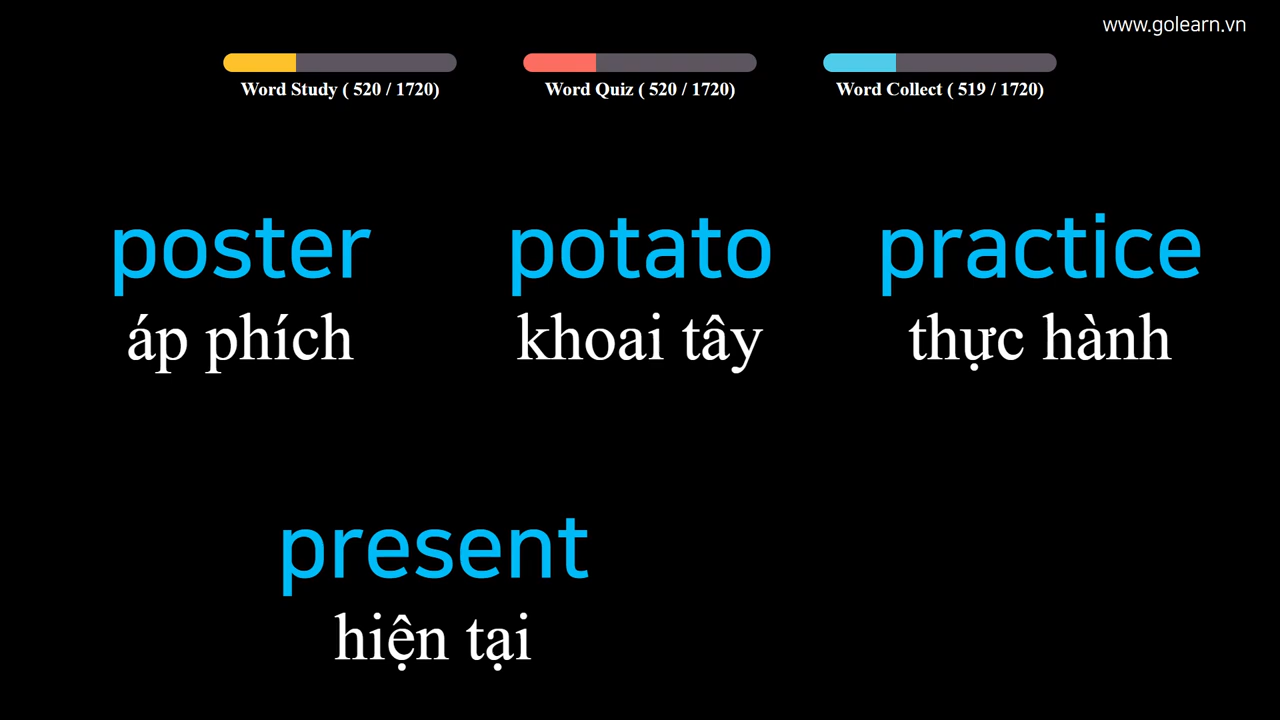 www.golearn.vn
Word Study ( 520 / 1720)
Word Quiz ( 520 / 1720)
Word Collect ( 519 / 1720)
poster
áp phích
potato
khoai tây
practice
thực hành
present
hiện tại